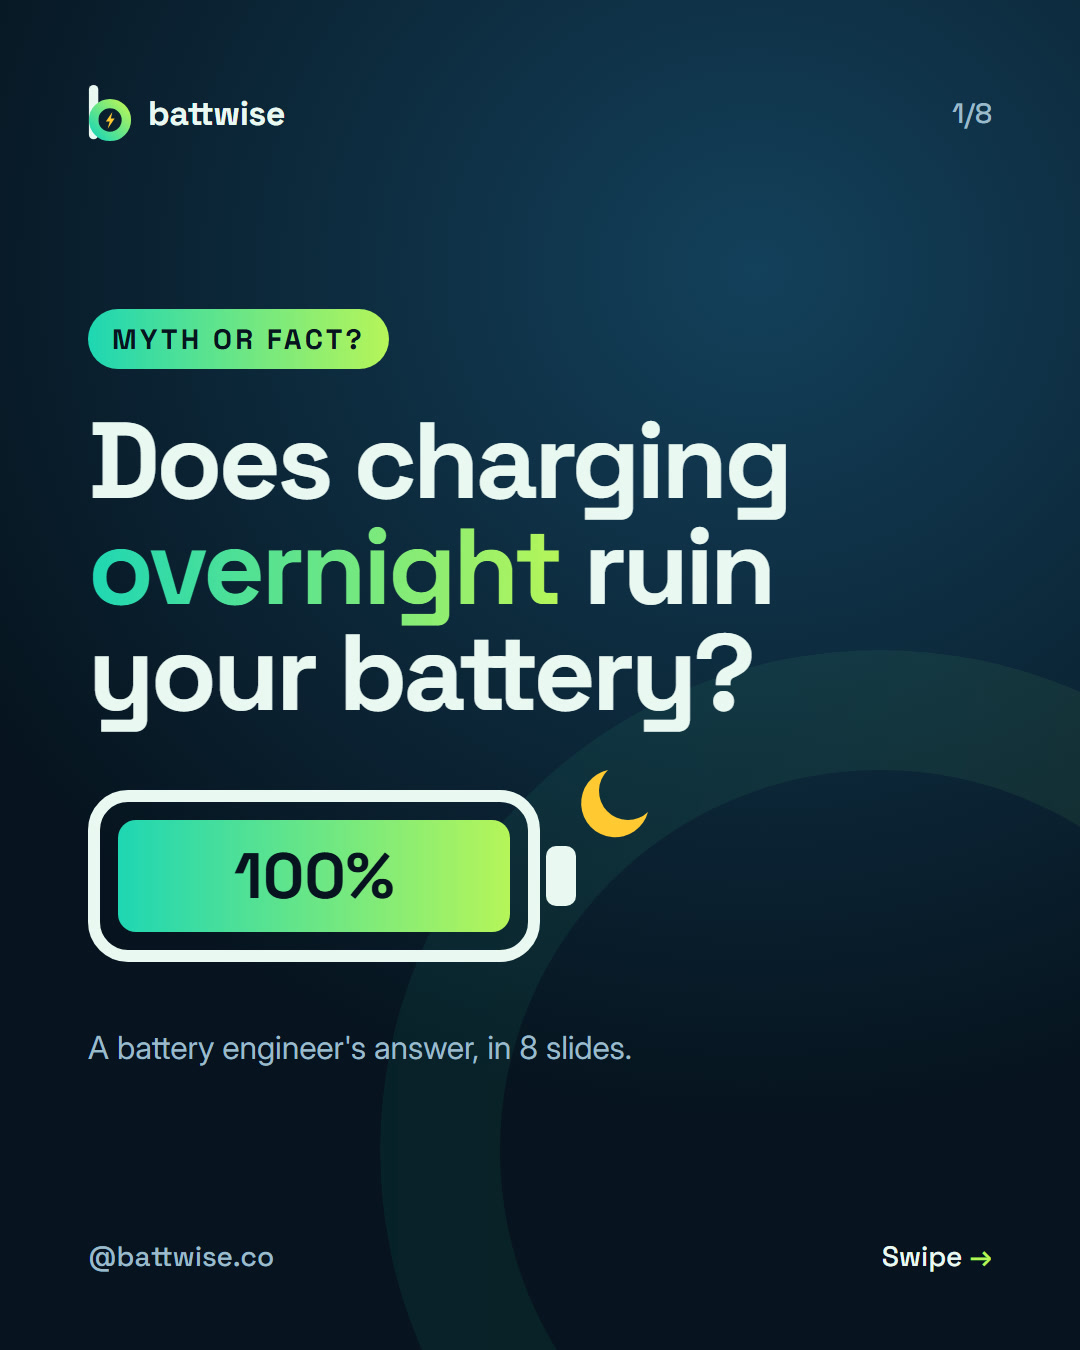 battwise
1/8
MYTH OR FACT?
Does charging
overnight ruin
your battery?
100%
A battery engineer's answer, in 8 slides.
@battwise.co
Swipe →